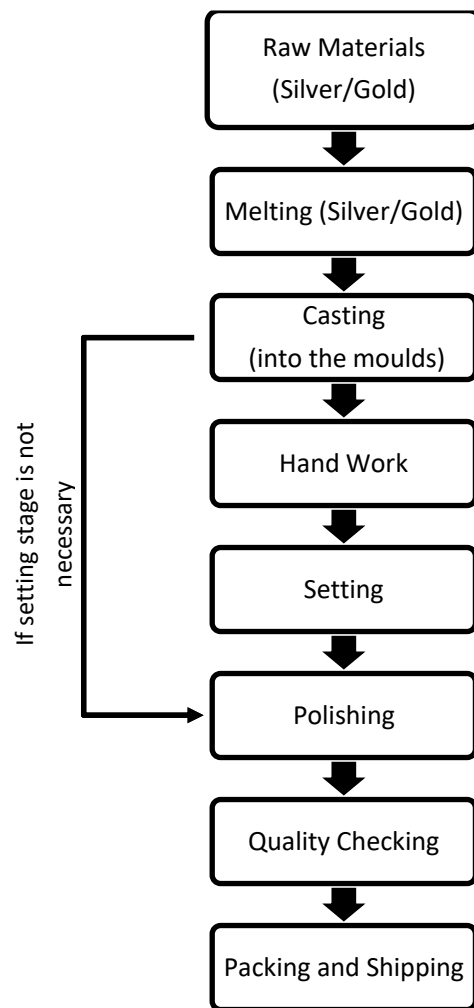 Raw Materials
(Silver/Gold)
Melting (Silver/Gold)
Casting
(into the moulds)
If setting stage is not
necessary
Hand Work
Setting
Polishing
Quality Checking
Packing and Shipping